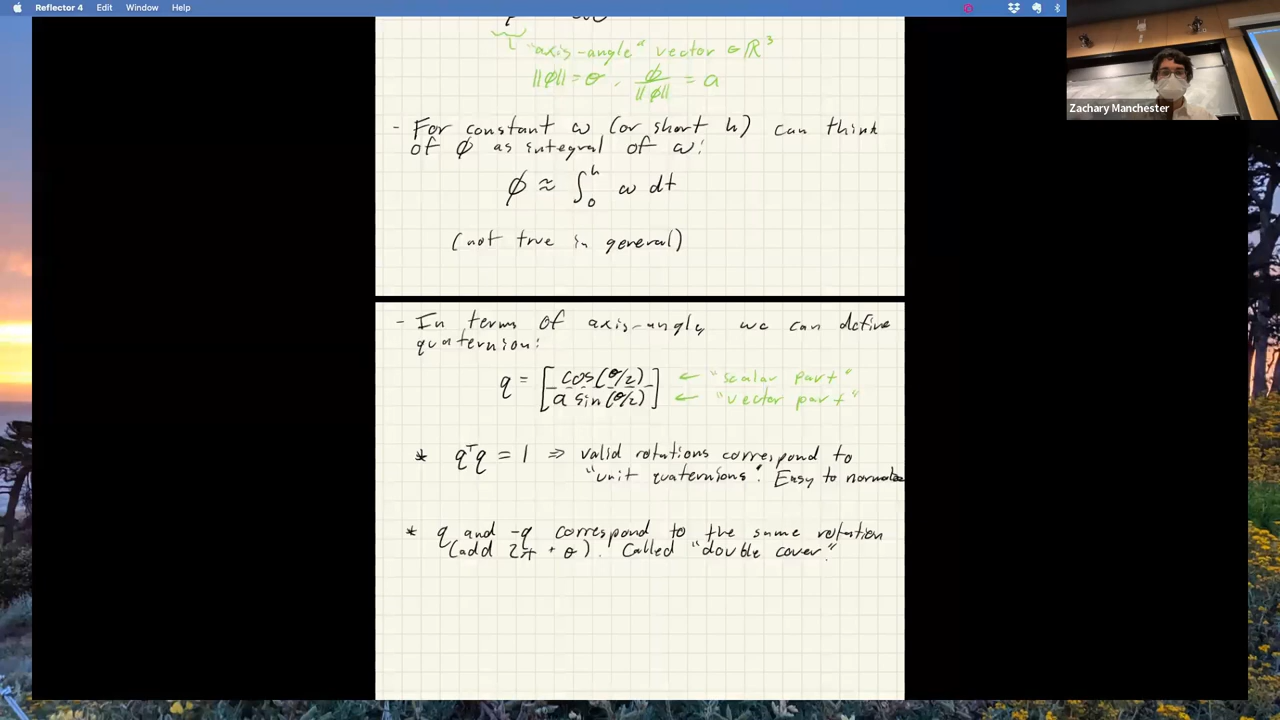 Reflector 4 Edit Window Help
Zachary Manchester
"axis-angle" vector ∈ ℝ³
||ϕ|| = θ , ϕ/||ϕ|| = a
- For constant ω (or short h) can think
of ϕ as integral of ω:
ϕ ≈ ∫₀ʰ ω dt
(not true in general)
- In terms of axis-angle, we can define
quaternion:
q = [cos(θ/2) ← "scalar part"
a sin(θ/2)] ← "vector part"
* qᵀq = 1 ⇒ valid rotations correspond to
"unit quaternions". Easy to normalize
* q and -q correspond to the same rotation
(add 2π + θ). Called "double cover".